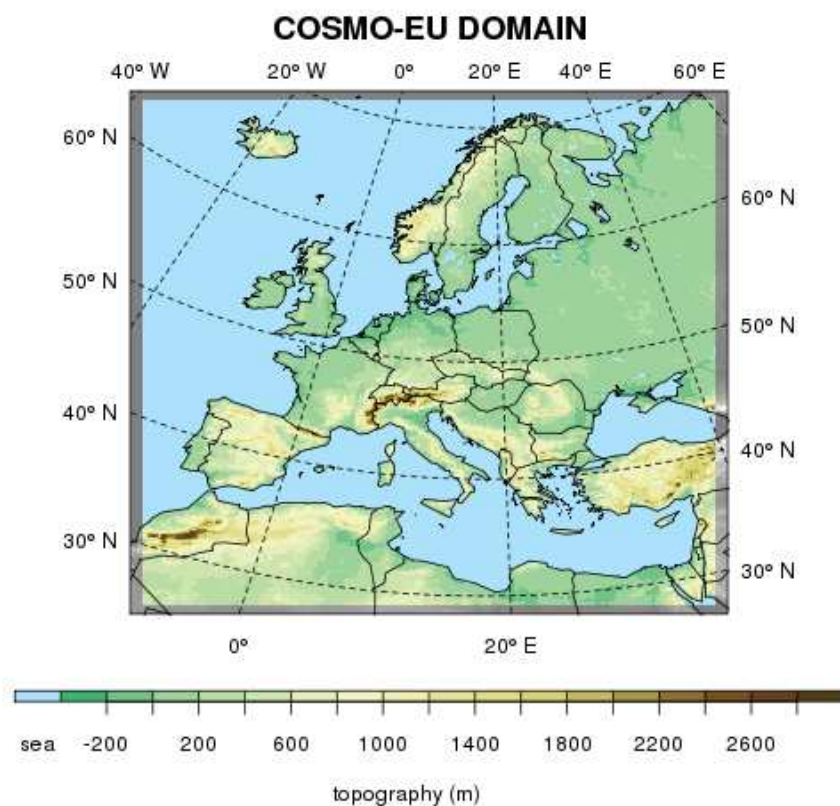 COSMO-EU DOMAIN
40° W 20° W 0° 20° E 40° E 60° E
60° N
60° N
50° N
50° N
40° N
40° N
30° N
30° N
0° 20° E
sea -200 200 600 1000 1400 1800 2200 2600
topography (m)